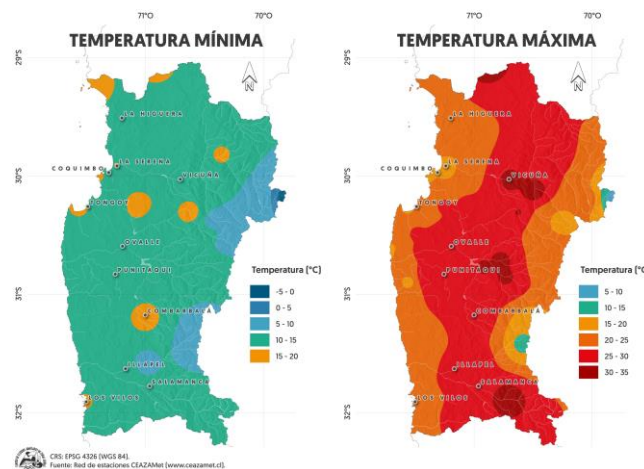 TEMPERATURA MÍNIMA
71°O
70°O
29°S
30°S
31°S
32°S
N
LA HIGUERA
COQUIMBO
LA SERENA
VICUÑA
TONGOY
OVALLE
PUNITAQUI
COMBARBALÁ
ILLAPEL
SALAMANCA
LOS VILOS
Temperatura [°C]
-5 - 0
0 - 5
5 - 10
10 - 15
15 - 20
TEMPERATURA MÁXIMA
71°O
70°O
29°S
30°S
31°S
32°S
N
LA HIGUERA
COQUIMBO
LA SERENA
VICUÑA
TONGOY
OVALLE
PUNITAQUI
COMBARBALÁ
ILLAPEL
SALAMANCA
LOS VILOS
Temperatura [°C
5 - 10
10 - 15
15 - 20
20 - 25
25 - 30
30 - 35
CRS: EPSG 4326 [WGS 84].
Fuente: Red de estaciones CEAZAMet [www.ceazamet.cl].